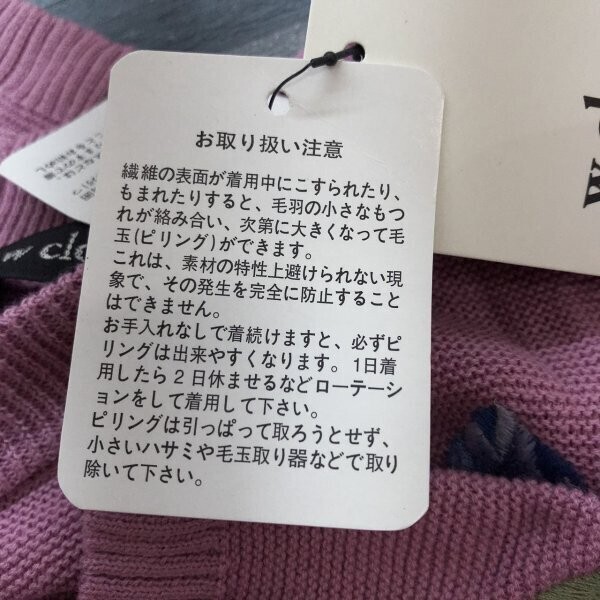 お取り扱い注意
繊維の表面が着用中にこすられたり、
もまれたりすると、毛羽の小さなもつ
れが絡み合い、次第に大きくなって毛
玉(ピリング)ができます。
これは、素材の特性上避けられない現
象で、その発生を完全に防止すること
はできません。
お手入れなしで着続けますと、必ずピ
リングは出来やすくなります。1日着
用したら2日休ませるなどローテーシ
ョンをして着用して下さい。
ピリングは引っぱって取ろうとせず、
小さいハサミや毛玉取り器などで取り
除いて下さい。
w clo